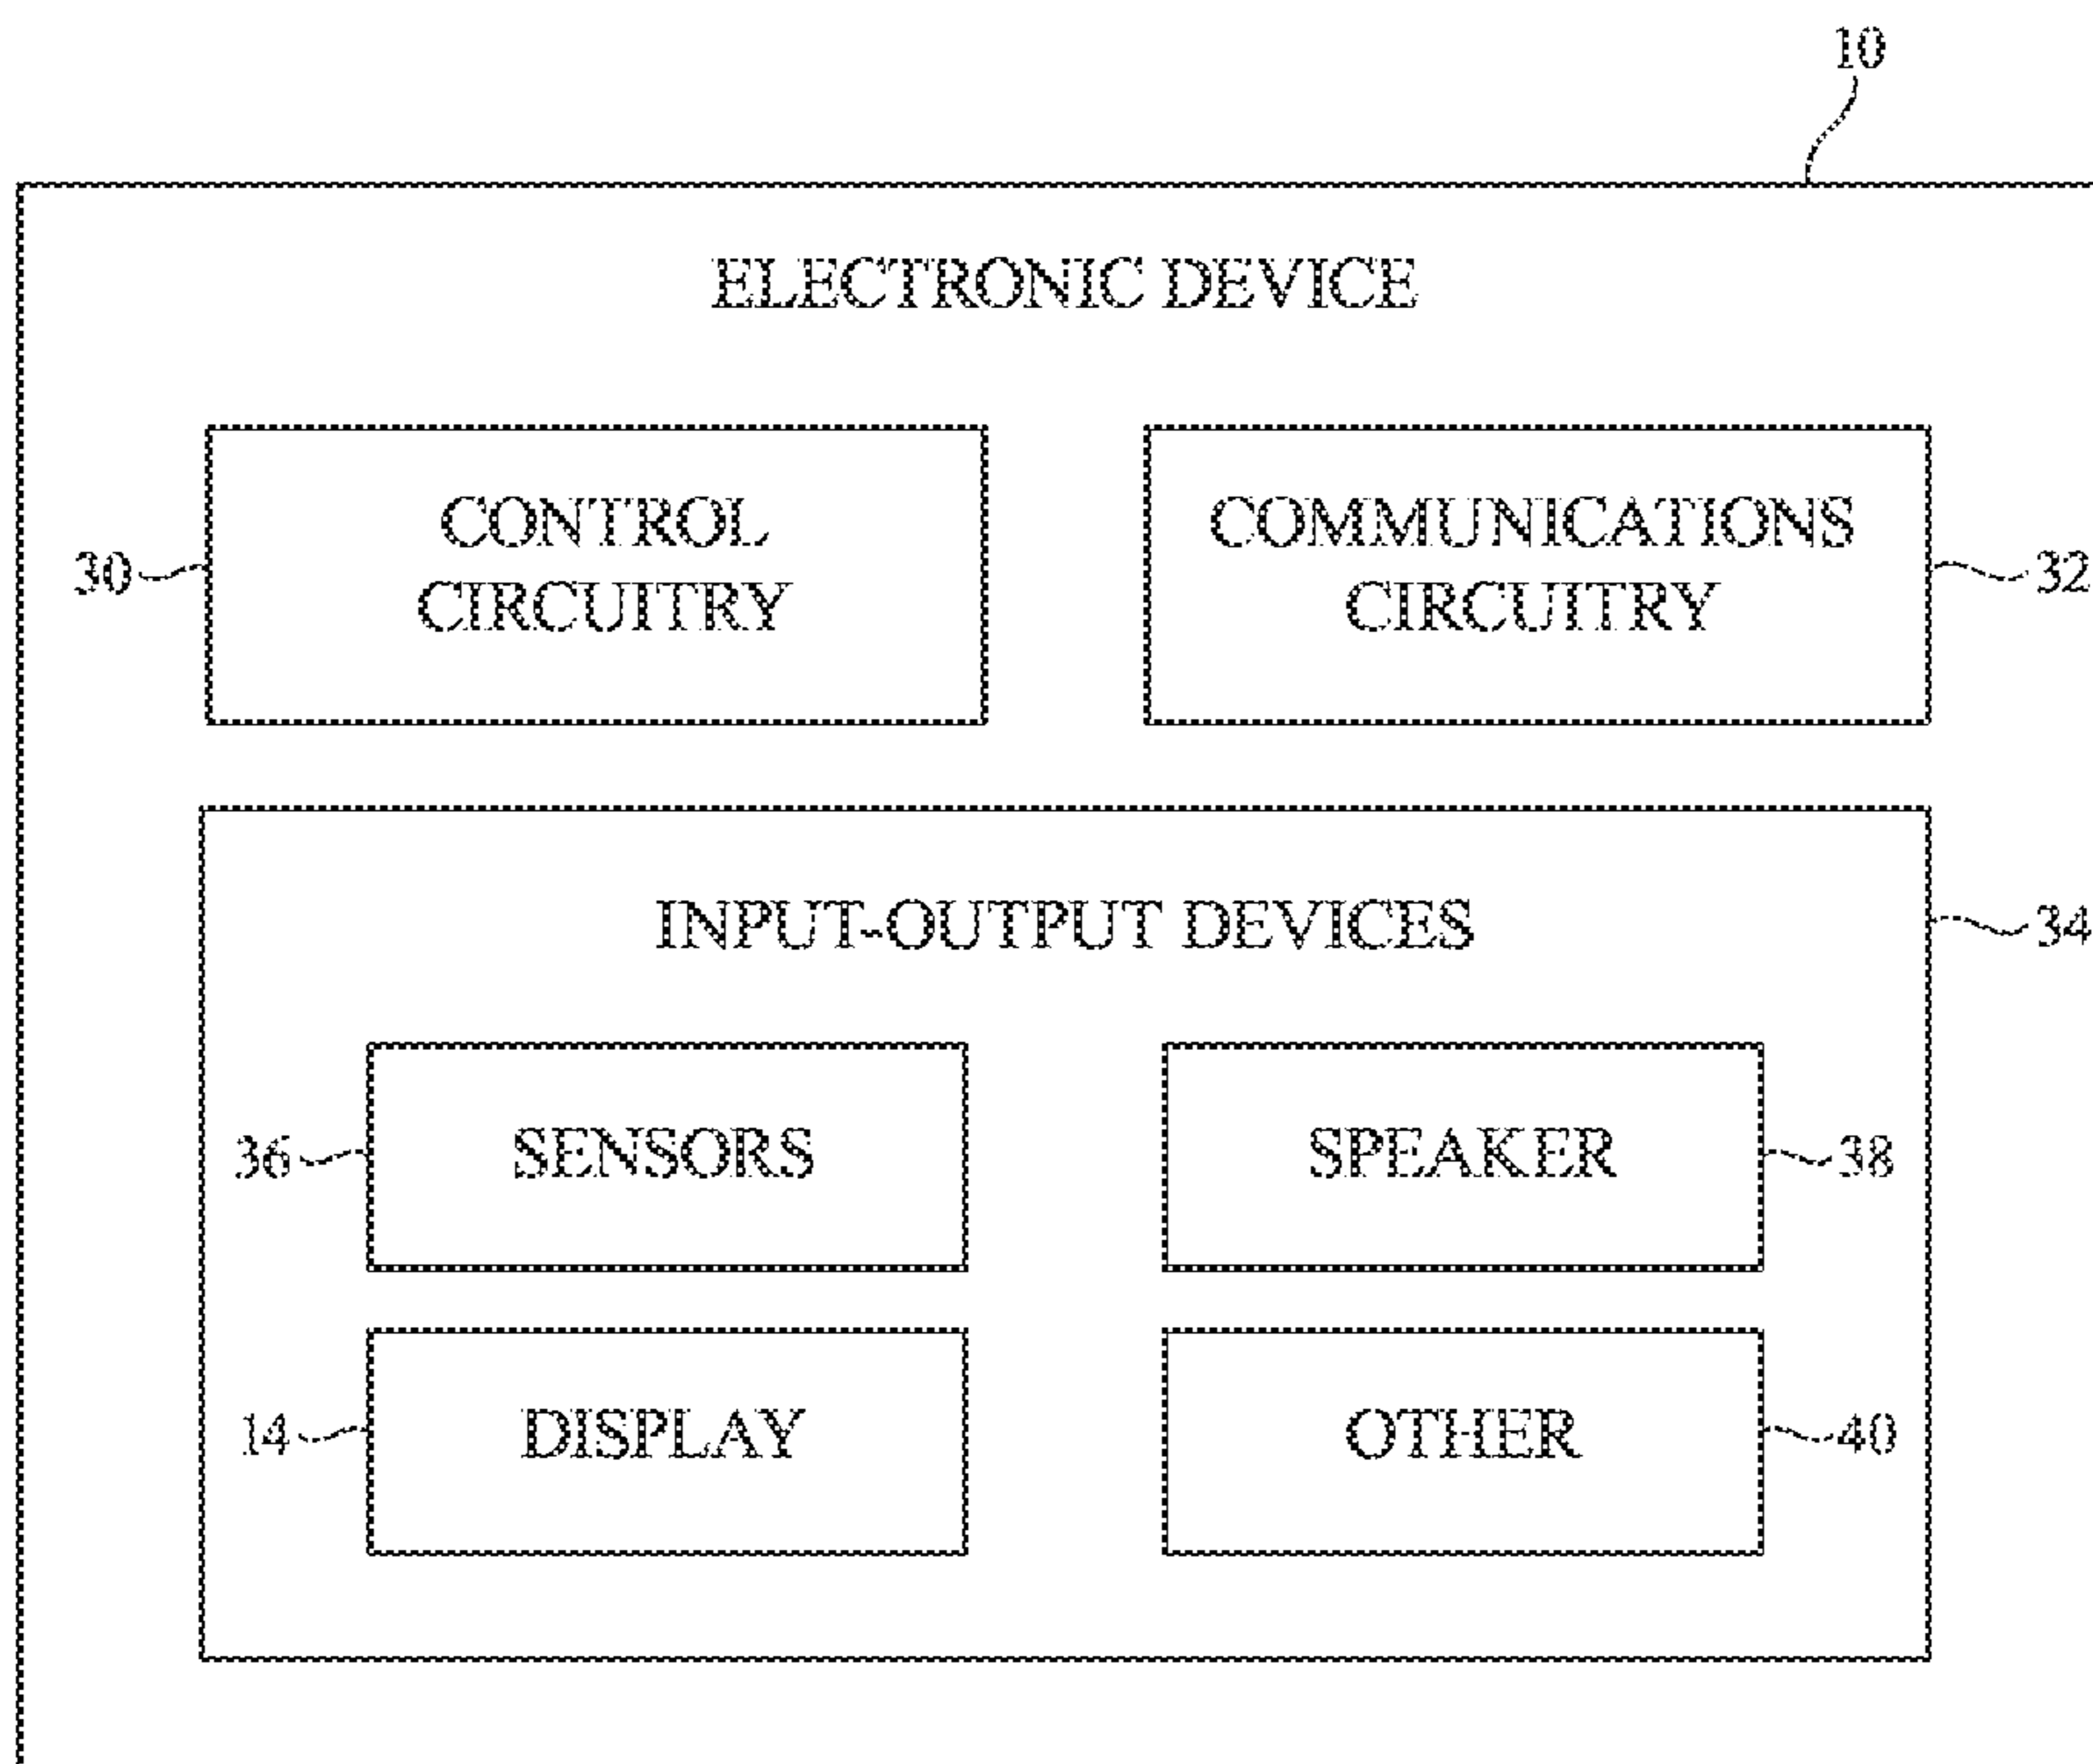 10
ELECTRONIC DEVICE
CONTROL
CIRCUITRY
30
COMMUNICATIONS
CIRCUITRY
32
INPUT-OUTPUT DEVICES
34
36
SENSORS
SPEAKER
38
14
DISPLAY
OTHER
40